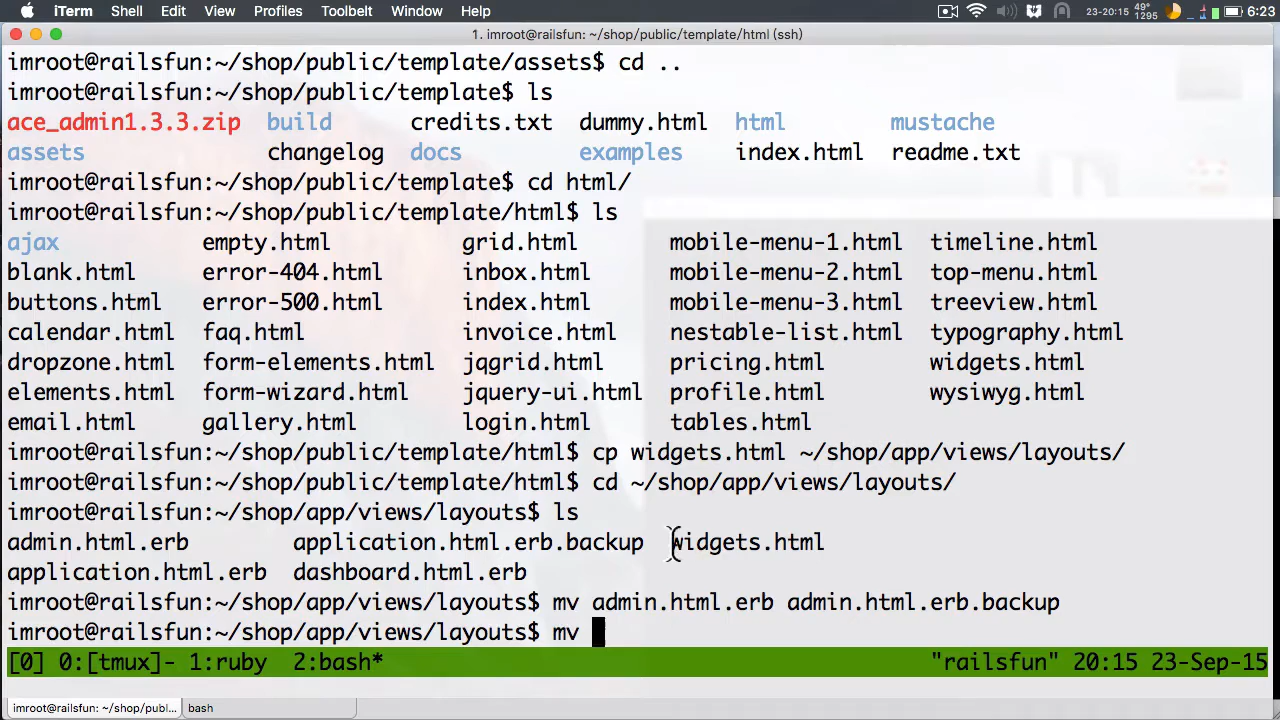 iTerm Shell Edit View Profiles Toolbelt Window Help 23-20:15 49° 1295 6:23
1. imroot@railsfun: ~/shop/public/template/html (ssh)
imroot@railsfun:~/shop/public/template/assets$ cd ..
imroot@railsfun:~/shop/public/template$ ls
ace_admin1.3.3.zip build credits.txt dummy.html html mustache
assets changelog docs examples index.html readme.txt
imroot@railsfun:~/shop/public/template$ cd html/
imroot@railsfun:~/shop/public/template/html$ ls
ajax empty.html grid.html mobile-menu-1.html timeline.html
blank.html error-404.html inbox.html mobile-menu-2.html top-menu.html
buttons.html error-500.html index.html mobile-menu-3.html treeview.html
calendar.html faq.html invoice.html nestable-list.html typography.html
dropzone.html form-elements.html jqgrid.html pricing.html widgets.html
elements.html form-wizard.html jquery-ui.html profile.html wysiwyg.html
email.html gallery.html login.html tables.html
imroot@railsfun:~/shop/public/template/html$ cp widgets.html ~/shop/app/views/layouts/
imroot@railsfun:~/shop/public/template/html$ cd ~/shop/app/views/layouts/
imroot@railsfun:~/shop/app/views/layouts$ ls
admin.html.erb application.html.erb.backup widgets.html
application.html.erb dashboard.html.erb
imroot@railsfun:~/shop/app/views/layouts$ mv admin.html.erb admin.html.erb.backup
imroot@railsfun:~/shop/app/views/layouts$ mv
[0] 0:[tmux]- 1:ruby 2:bash* "railsfun" 20:15 23-Sep-15
imroot@railsfun: ~/shop/publ... bash